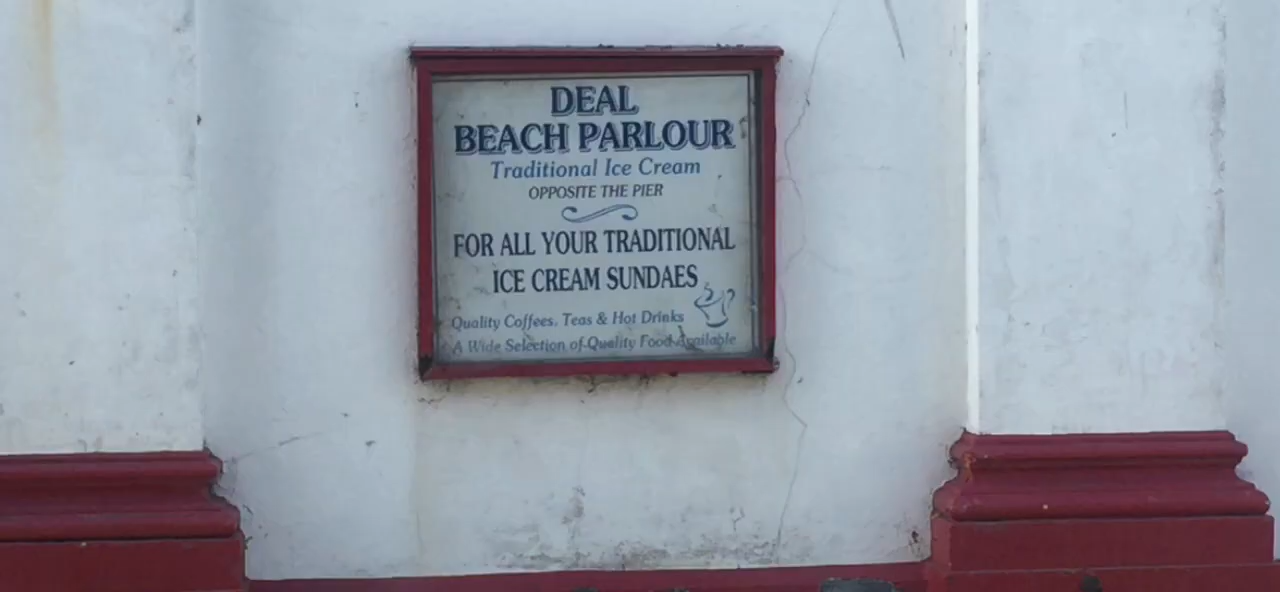 DEAL
BEACH PARLOUR
Traditional Ice Cream
OPPOSITE THE PIER
FOR ALL YOUR TRADITIONAL
ICE CREAM SUNDAES
Quality Coffees, Teas & Hot Drinks
A Wide Selection of Quality Food Available